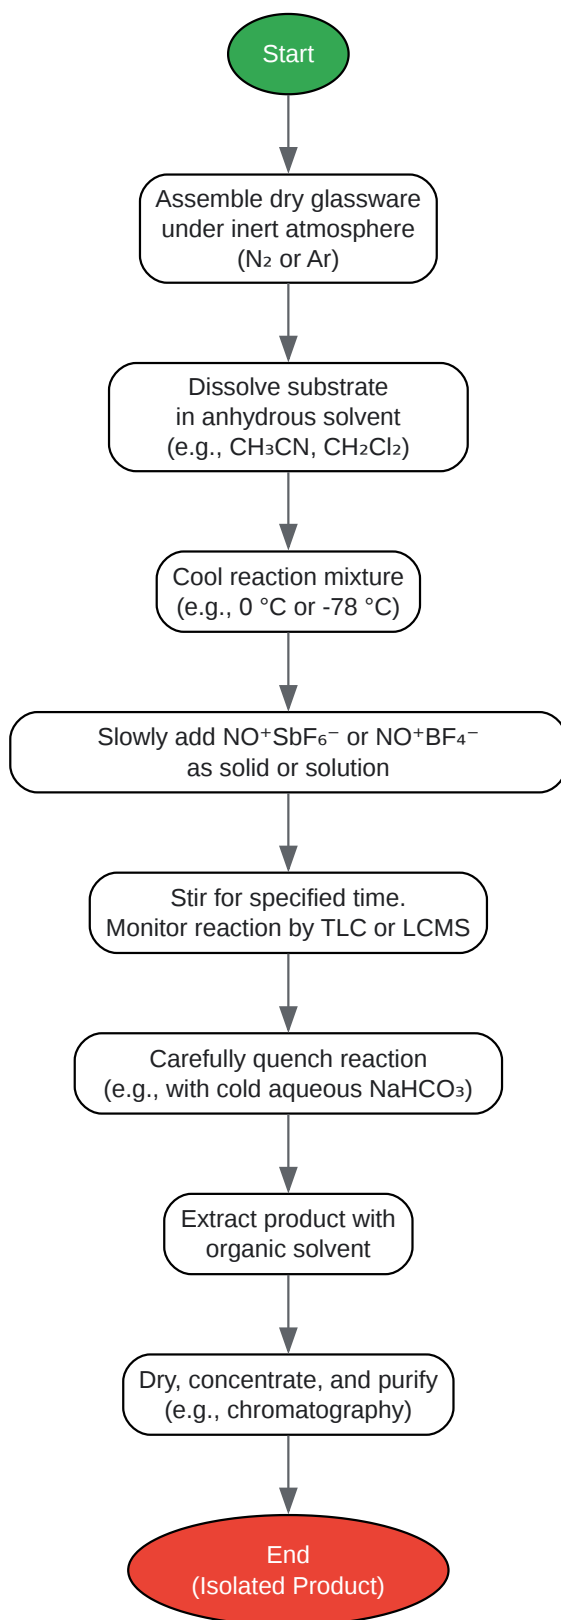 Start
Assemble dry glassware
under inert atmosphere
(N₂ or Ar)
Dissolve substrate
in anhydrous solvent
(e.g., CH₃CN, CH₂Cl₂)
Cool reaction mixture
(e.g., 0 °C or -78 °C)
Slowly add NO⁺SbF₆⁻ or NO⁺BF₄⁻
as solid or solution
Stir for specified time.
Monitor reaction by TLC or LCMS
Carefully quench reaction
(e.g., with cold aqueous NaHCO₃)
Extract product with
organic solvent
Dry, concentrate, and purify
(e.g., chromatography)
End
(Isolated Product)